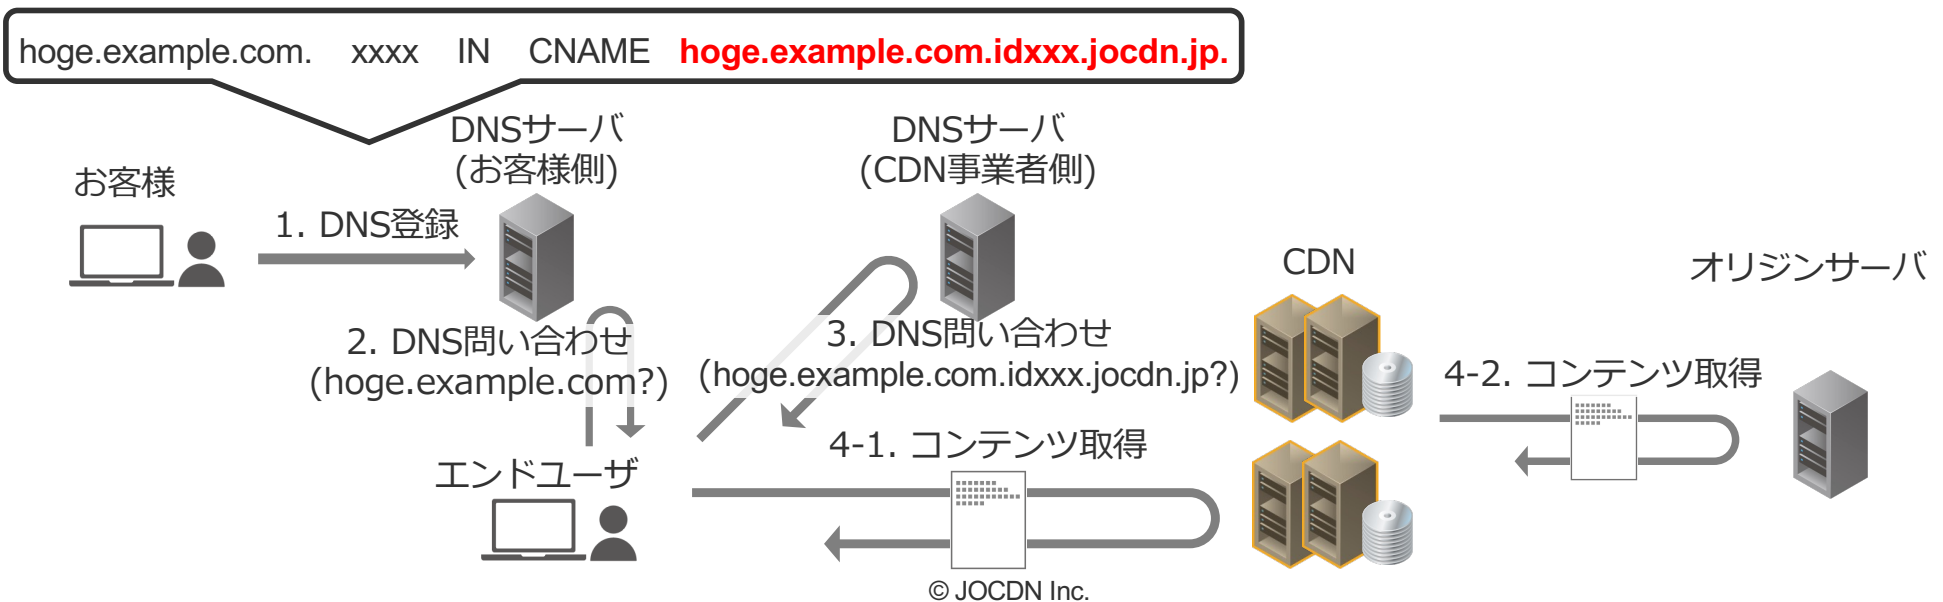 hoge.example.com. xxxx IN CNAME hoge.example.com.idxxx.jocdn.jp.
DNSサーバ
(お客様側)
DNSサーバ
(CDN事業者側)
お客様
1. DNS登録
CDN
オリジンサーバ
2. DNS問い合わせ
(hoge.example.com?)
3. DNS問い合わせ
(hoge.example.com.idxxx.jocdn.jp?)
4-2. コンテンツ取得
4-1. コンテンツ取得
エンドユーザ
© JOCDN Inc.